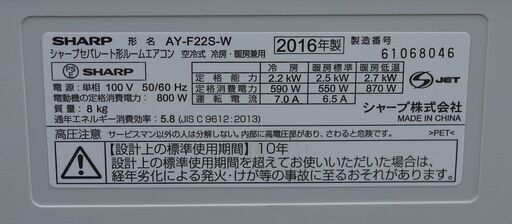 SHARP 形名 AY-F22S-W 2016年製 製造番号
シャープセパレート形ルームエアコン 空冷式 冷房・暖房兼用 61068046
PS E SHARP 冷房 暖房標準 暖房低温
定格能力 2.2 kW 2.5 kW 2.7 kW S JET
電源:単相 100 V 50/60 Hz 定格消費電力 590 W 550 W 870 W
電動機の定格消費電力: 800 W 運転電流 7.0 A 6.5 A
質量: 8 kg シャープ株式会社
通年エネルギー消費効率: 5.8 (JIS C 9612:2013) MADE IN CHINA
高圧注意 サービスマン以外の人は分解しない。内部に高電圧部があり、さわると感電のおそれあり。 >PET<
【設計上の標準使用期間】10年
設計上の標準使用期間を超えてお使いいただいた場合は、
経年劣化による発火・けが等の事故に至るおそれがあります。